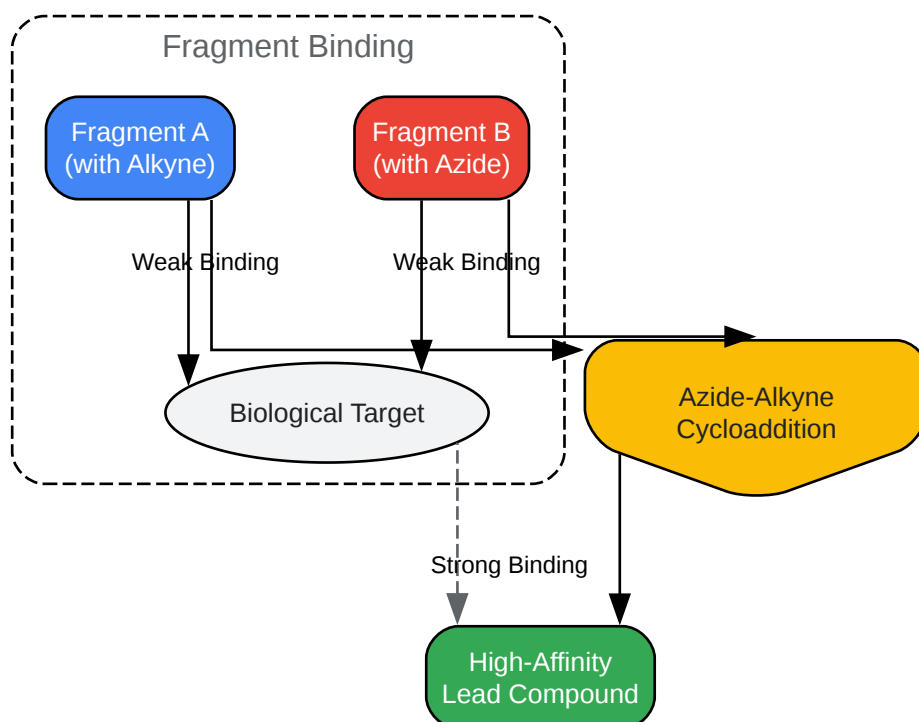 Fragment Binding
Fragment A
(with Alkyne)
Fragment B
(with Azide)
Weak Binding
Weak Binding
Biological Target
Azide-Alkyne
Cycloaddition
Strong Binding
High-Affinity
Lead Compound